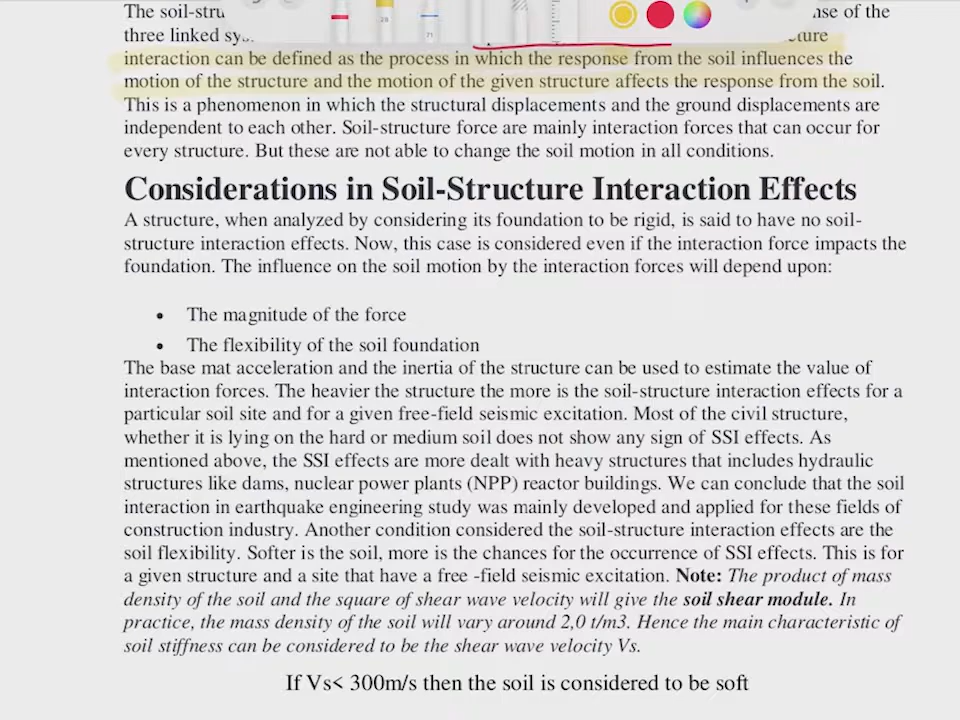 The soil-stru
three linked sy
interaction can be defined as the process in which the response from the soil influences the
motion of the structure and the motion of the given structure affects the response from the soil.
This is a phenomenon in which the structural displacements and the ground displacements are
independent to each other. Soil-structure force are mainly interaction forces that can occur for
every structure. But these are not able to change the soil motion in all conditions.
Considerations in Soil-Structure Interaction Effects
A structure, when analyzed by considering its foundation to be rigid, is said to have no soil-
structure interaction effects. Now, this case is considered even if the interaction force impacts the
foundation. The influence on the soil motion by the interaction forces will depend upon:
• The magnitude of the force
• The flexibility of the soil foundation
The base mat acceleration and the inertia of the structure can be used to estimate the value of
interaction forces. The heavier the structure the more is the soil-structure interaction effects for a
particular soil site and for a given free-field seismic excitation. Most of the civil structure,
whether it is lying on the hard or medium soil does not show any sign of SSI effects. As
mentioned above, the SSI effects are more dealt with heavy structures that includes hydraulic
structures like dams, nuclear power plants (NPP) reactor buildings. We can conclude that the soil
interaction in earthquake engineering study was mainly developed and applied for these fields of
construction industry. Another condition considered the soil-structure interaction effects are the
soil flexibility. Softer is the soil, more is the chances for the occurrence of SSI effects. This is for
a given structure and a site that have a free -field seismic excitation. Note: The product of mass
density of the soil and the square of shear wave velocity will give the soil shear module. In
practice, the mass density of the soil will vary around 2,0 t/m3. Hence the main characteristic of
soil stiffness can be considered to be the shear wave velocity Vs.
If Vs< 300m/s then the soil is considered to be soft